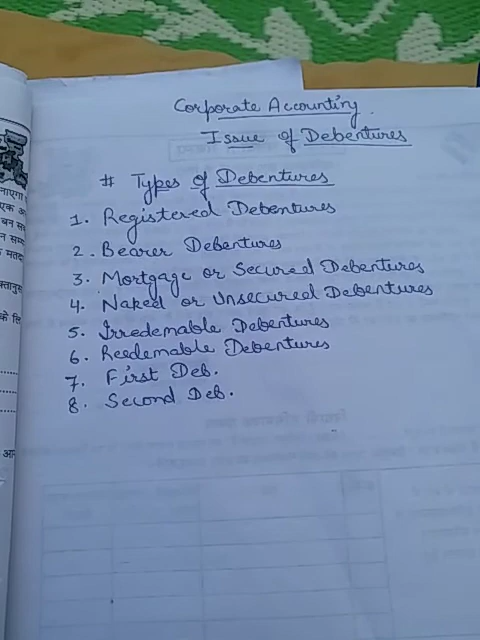 Corporate Accounting.
Issue of Debentures
# Types of Debentures
1. Registered Debentures
2. Bearer Debentures
3. Mortgage or Secured Debentures
4. Naked or Unsecured Debentures
5. Irredemable Debentures
6. Reedemable Debentures
7. First Deb.
8. Second Deb.